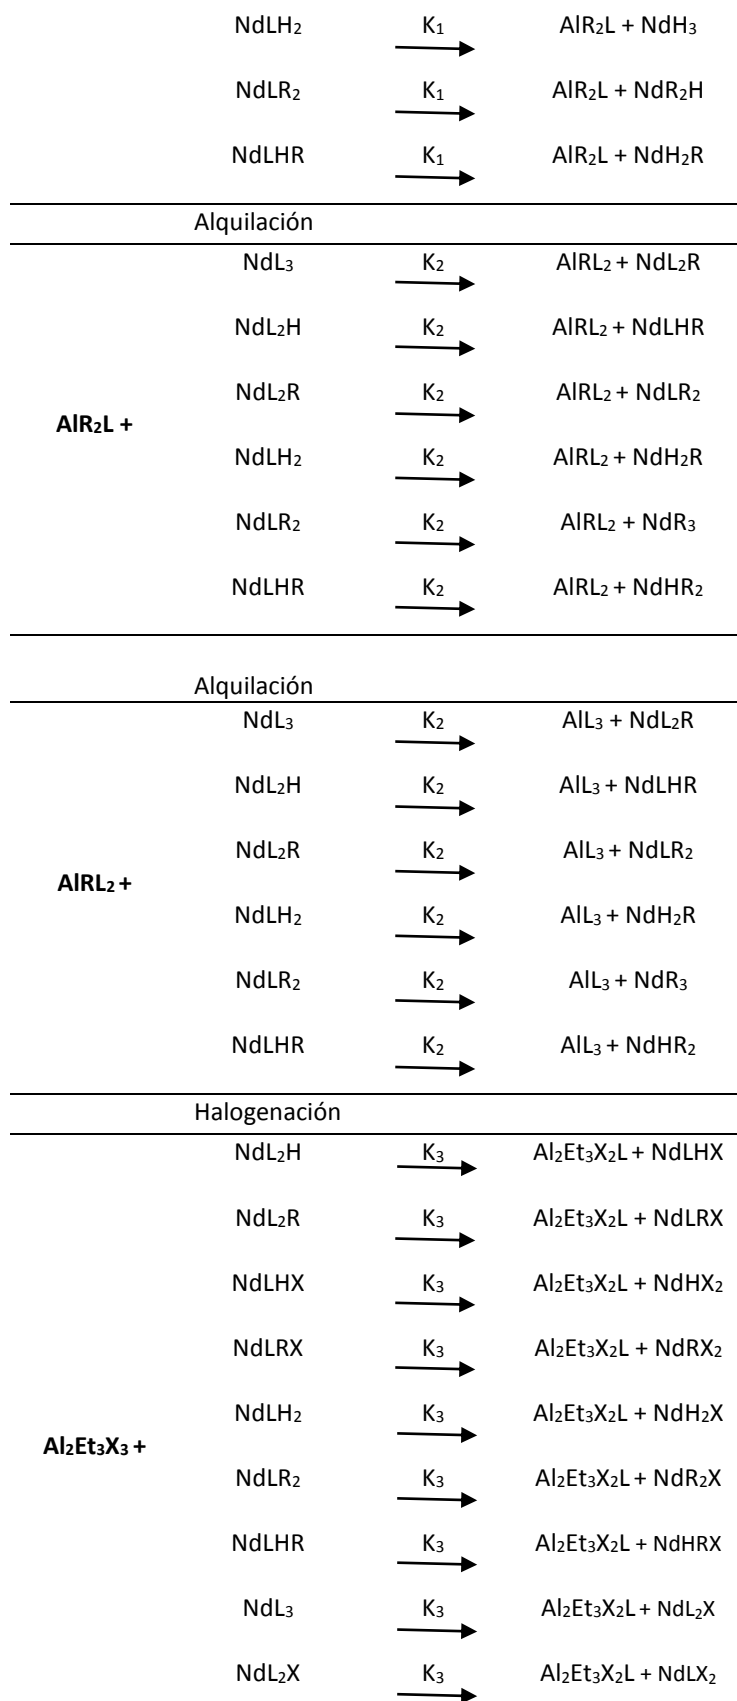 NdLH₂ K₁ AlR₂L + NdH₃
NdLR₂ K₁ AlR₂L + NdR₂H
NdLHR K₁ AlR₂L + NdH₂R
Alquilación
NdL₃ K₂ AlRL₂ + NdL₂R
NdL₂H K₂ AlRL₂ + NdLHR
NdL₂R K₂ AlRL₂ + NdLR₂
AlR₂L +
NdLH₂ K₂ AlRL₂ + NdH₂R
NdLR₂ K₂ AlRL₂ + NdR₃
NdLHR K₂ AlRL₂ + NdHR₂
Alquilación
NdL₃ K₂ AlL₃ + NdL₂R
NdL₂H K₂ AlL₃ + NdLHR
NdL₂R K₂ AlL₃ + NdLR₂
AlRL₂ +
NdLH₂ K₂ AlL₃ + NdH₂R
NdLR₂ K₂ AlL₃ + NdR₃
NdLHR K₂ AlL₃ + NdHR₂
Halogenación
NdL₂H K₃ Al₂Et₃X₂L + NdLHX
NdL₂R K₃ Al₂Et₃X₂L + NdLRX
NdLHX K₃ Al₂Et₃X₂L + NdHX₂
NdLRX K₃ Al₂Et₃X₂L + NdRX₂
NdLH₂ K₃ Al₂Et₃X₂L + NdH₂X
Al₂Et₃X₃ +
NdLR₂ K₃ Al₂Et₃X₂L + NdR₂X
NdLHR K₃ Al₂Et₃X₂L + NdHRX
NdL₃ K₃ Al₂Et₃X₂L + NdL₂X
NdL₂X K₃ Al₂Et₃X₂L + NdLX₂